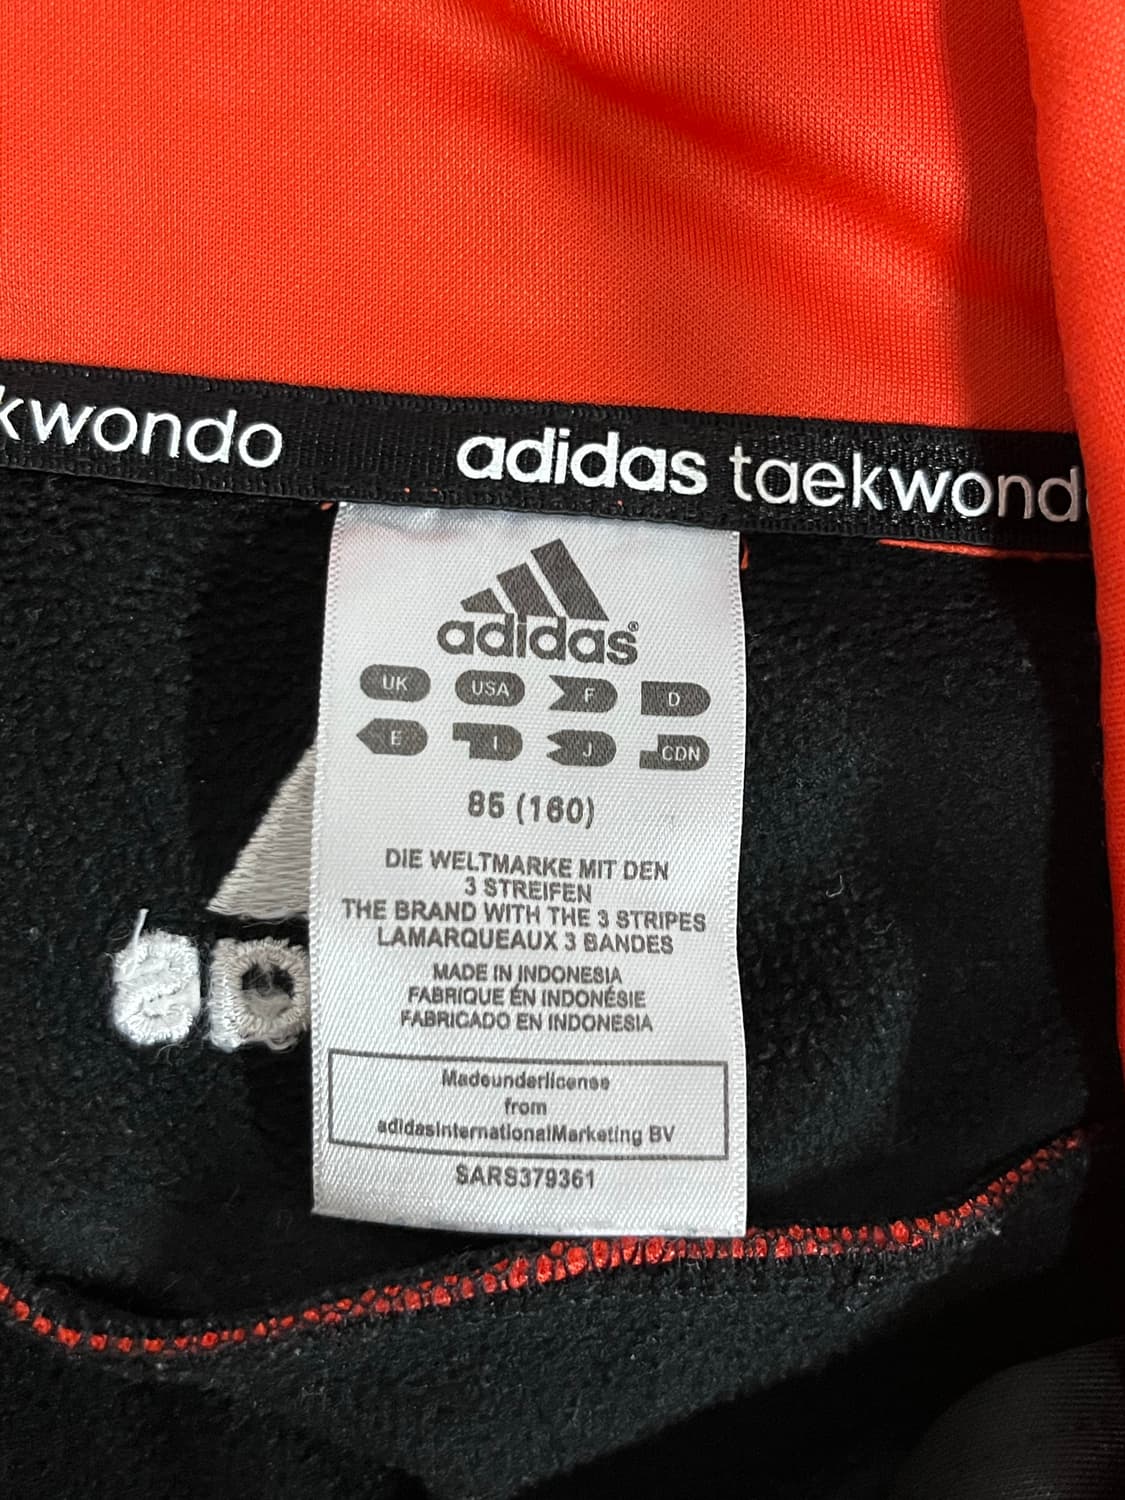 kwondo adidas taekwond
adidas®
UK USA F D
E I J CDN
85 (160)
DIE WELTMARKE MIT DEN
3 STREIFEN
THE BRAND WITH THE 3 STRIPES
LAMARQUEAUX 3 BANDES
MADE IN INDONESIA
FABRIQUE ÉN INDONÉSIE
FABRICADO EN INDONESIA
Madeunderlicense
from
adidasInternationalMarketing BV
SARS379361